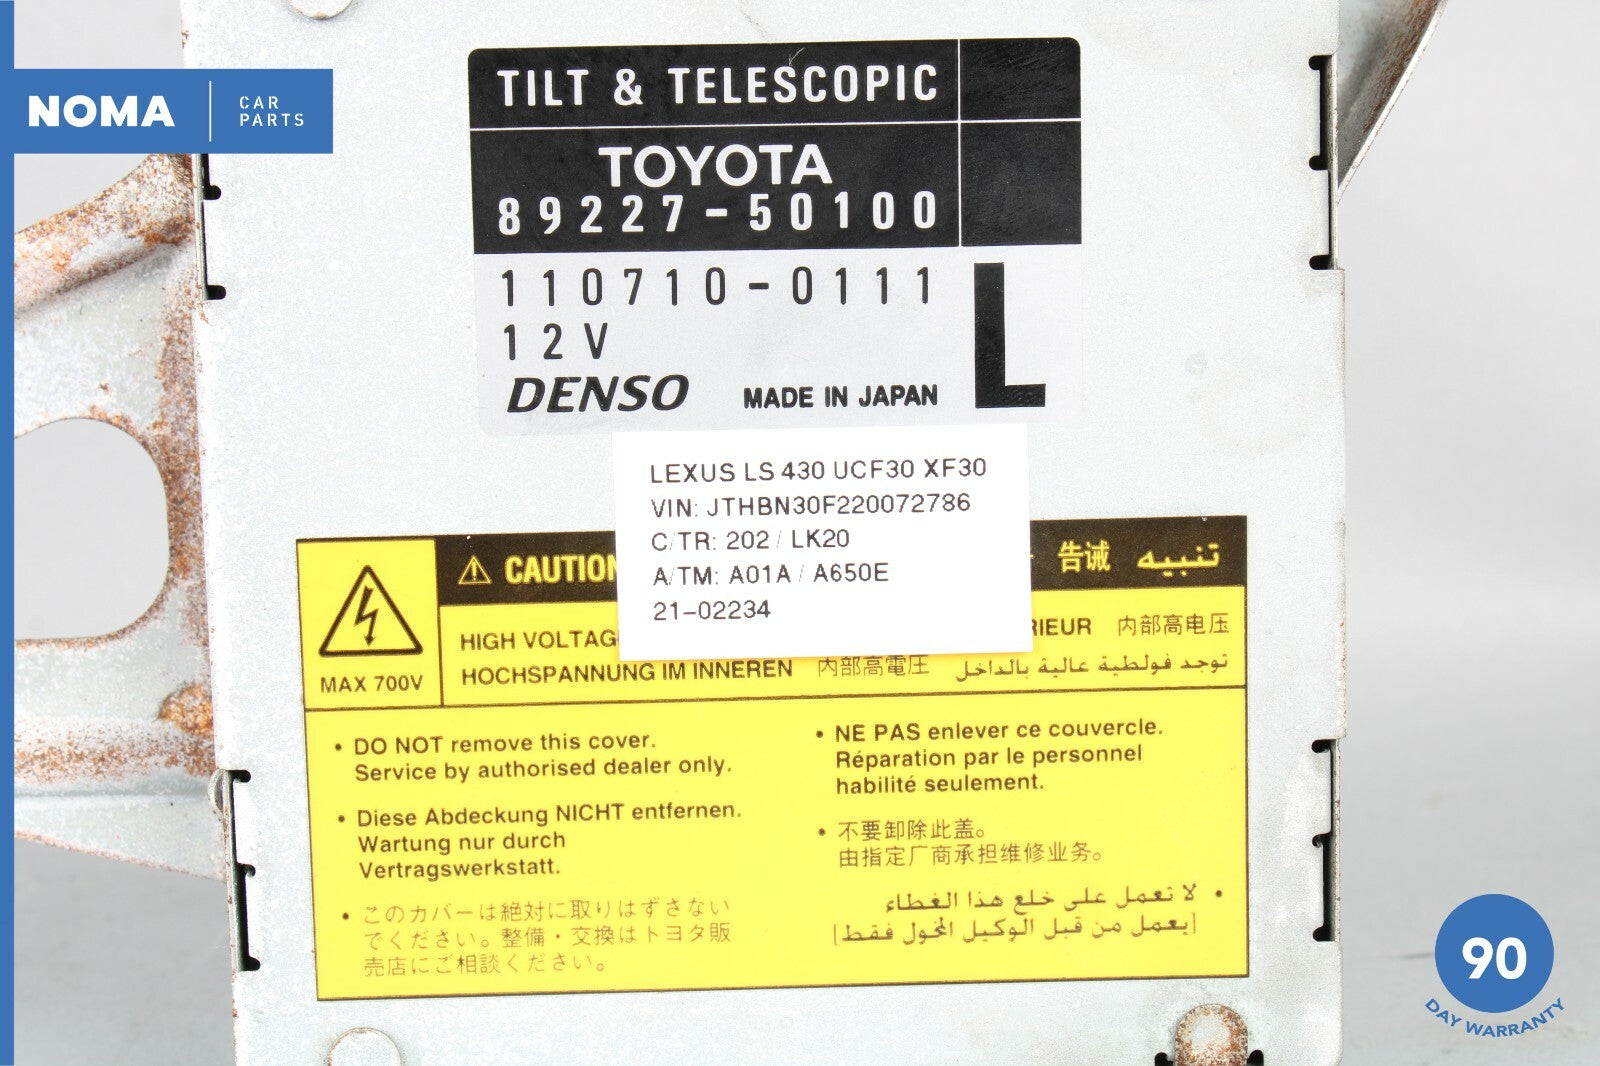 NOMA
CAR
PARTS
TILT & TELESCOPIC
TOYOTA
89227-50100
110710-0111
12V
L
DENSO
MADE IN JAPAN
LEXUS LS 430 UCF30 XF30
VIN: JTHBN30F220072786
C/TR: 202 / LK20
A/TM: A01A / A650E
21-02234
CAUTION
告诫 تنبيه
HIGH VOLTAG
RIEUR 内部高电压
HOCHSPANNUNG IM INNEREN 内部高電圧 توجد فولطية عالية بالداخل
MAX 700V
• DO NOT remove this cover.
Service by authorised dealer only.
• Diese Abdeckung NICHT entfernen.
Wartung nur durch
Vertragswerkstatt.
• このカバーは絶対に取りはずさない
でください。整備・交換はトヨタ販
売店にご相談ください。
• NE PAS enlever ce couvercle.
Réparation par le personnel
habilité seulement.
• 不要卸除此盖。
由指定厂商承担维修业务。
• لا تعمل على خلع هذا الغطاء
[يعمل من قبل الوكيل المخول فقط]
90
DAY WARRANTY